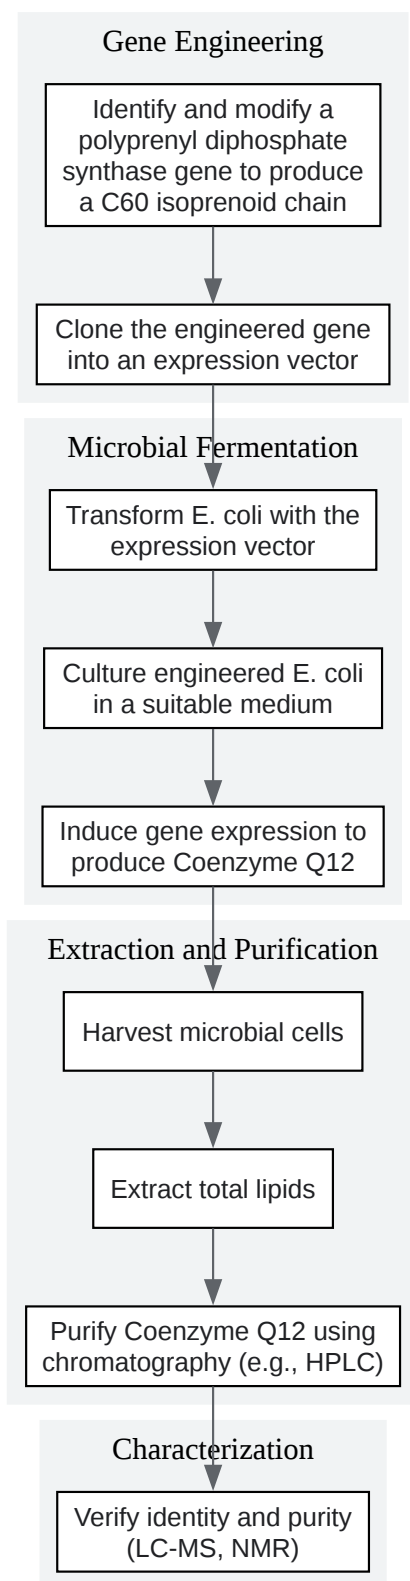 Gene Engineering
Identify and modify a
polyprenyl diphosphate
synthase gene to produce
a C60 isoprenoid chain
Clone the engineered gene
into an expression vector
Microbial Fermentation
Transform E. coli with the
expression vector
Culture engineered E. coli
in a suitable medium
Induce gene expression to
produce Coenzyme Q12
Extraction and Purification
Harvest microbial cells
Extract total lipids
Purify Coenzyme Q12 using
chromatography (e.g., HPLC)
Characterization
Verify identity and purity
(LC-MS, NMR)